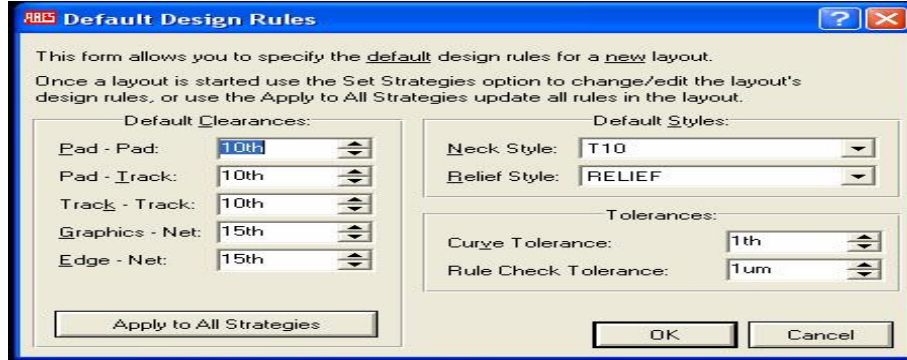 ARES Default Design Rules
This form allows you to specify the default design rules for a new layout.
Once a layout is started use the Set Strategies option to change/edit the layout's
design rules, or use the Apply to All Strategies update all rules in the layout.
Default Clearances:
Pad - Pad: 10th
Pad - Track: 10th
Track - Track: 10th
Graphics - Net: 15th
Edge - Net: 15th
Apply to All Strategies
Default Styles:
Neck Style: T10
Relief Style: RELIEF
Tolerances:
Curve Tolerance: 1th
Rule Check Tolerance: 1um
OK Cancel